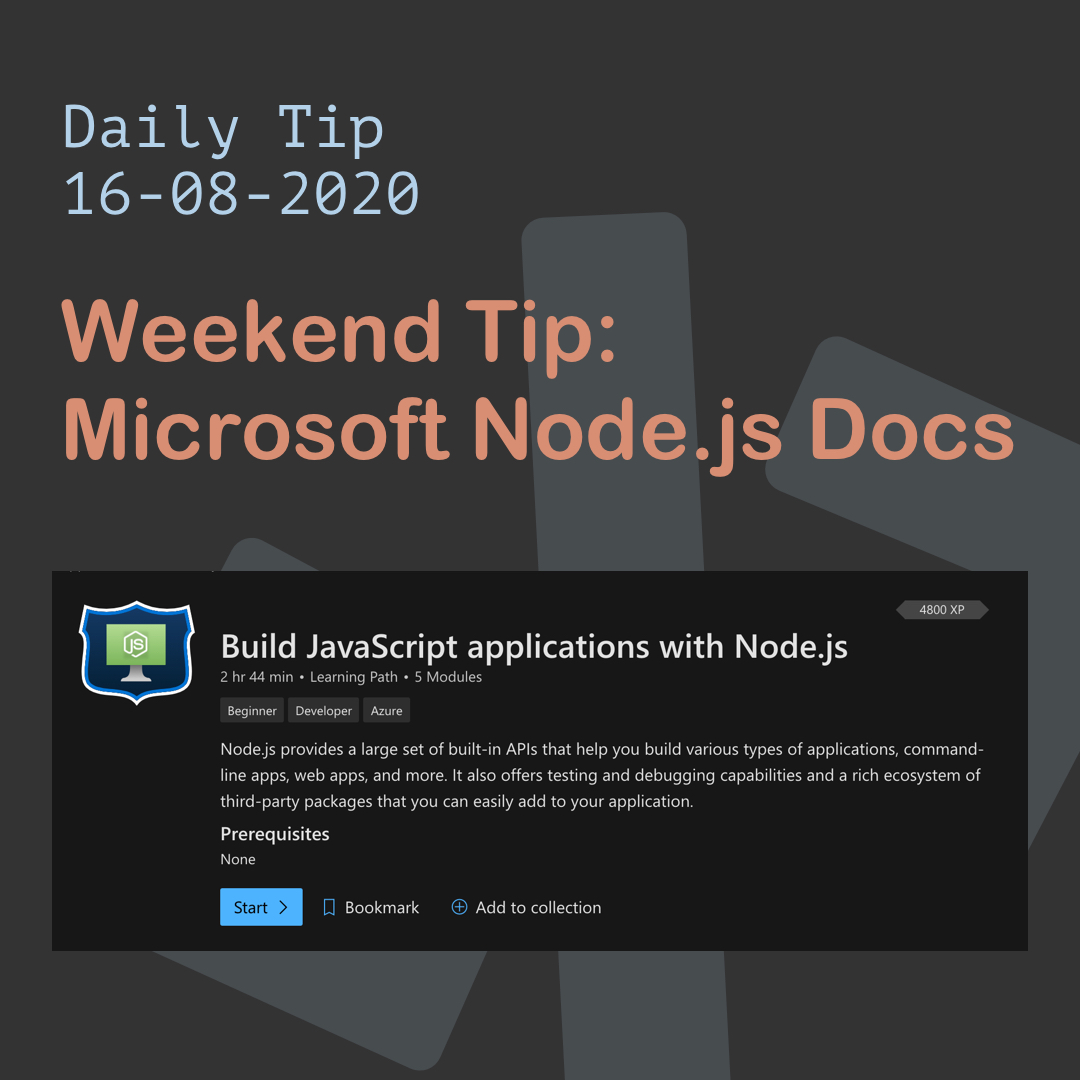 Daily Tip
16-08-2020
Weekend Tip:
Microsoft Node.js Docs
4800 XP
JS
Build JavaScript applications with Node.js
2 hr 44 min • Learning Path • 5 Modules
Beginner Developer Azure
Node.js provides a large set of built-in APIs that help you build various types of applications, command-
line apps, web apps, and more. It also offers testing and debugging capabilities and a rich ecosystem of
third-party packages that you can easily add to your application.
Prerequisites
None
Start Bookmark Add to collection